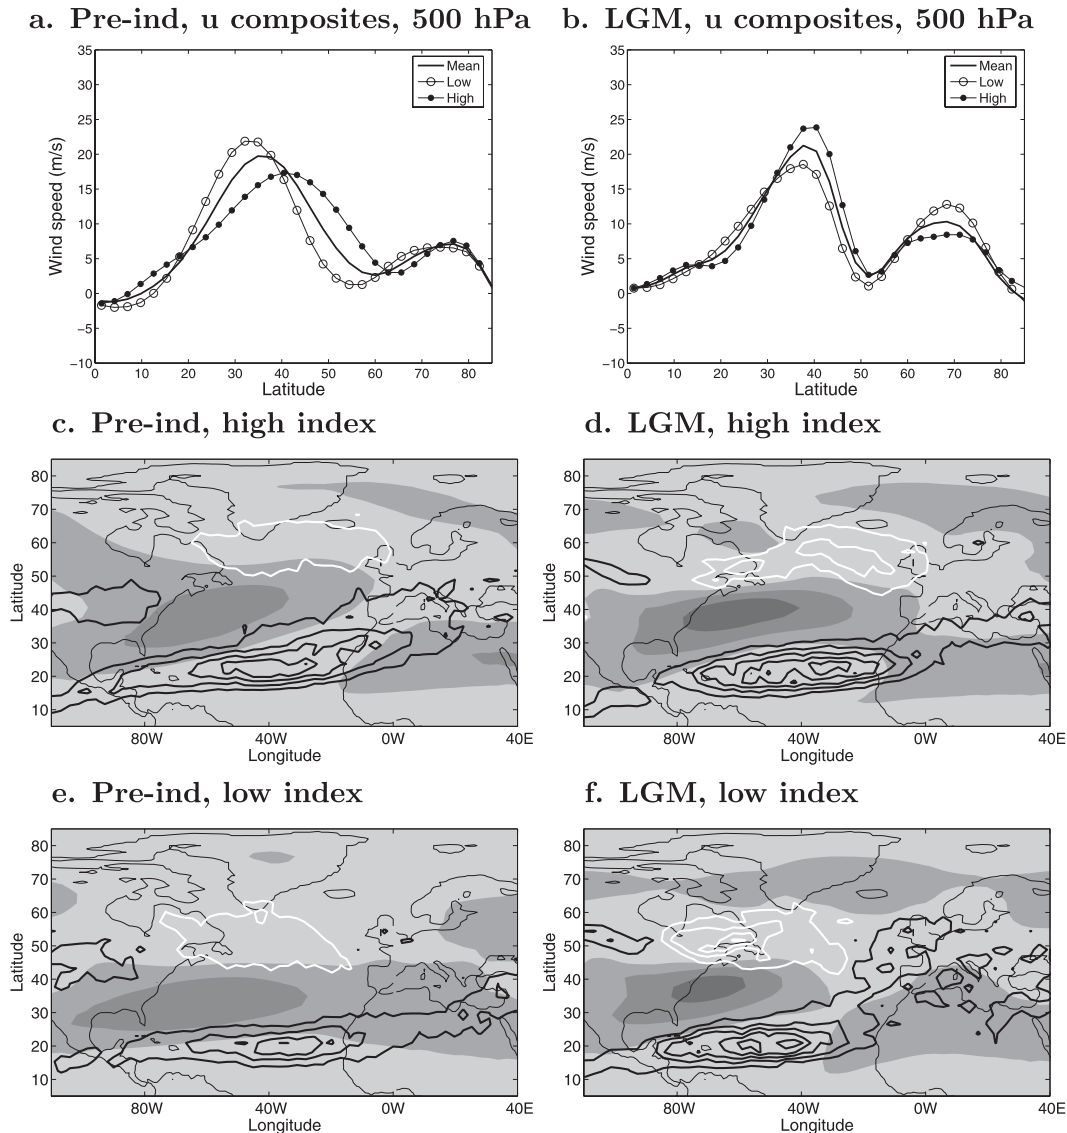 a. Pre-ind, u composites, 500 hPa
b. LGM, u composites, 500 hPa
35
30
25
20
15
10
5
0
−5
−10
Wind speed (m/s)
Mean
Low
High
0 10 20 30 40 50 60 70 80
Latitude
35
30
25
20
15
10
5
0
−5
−10
Wind speed (m/s)
Mean
Low
High
0 10 20 30 40 50 60 70 80
Latitude
c. Pre-ind, high index
d. LGM, high index
80
70
60
50
40
30
20
10
Latitude
80W 40W 0W 40E
Longitude
80
70
60
50
40
30
20
10
Latitude
80W 40W 0W 40E
Longitude
e. Pre-ind, low index
f. LGM, low index
80
70
60
50
40
30
20
10
Latitude
80W 40W 0W 40E
Longitude
80
70
60
50
40
30
20
10
Latitude
80W 40W 0W 40E
Longitude